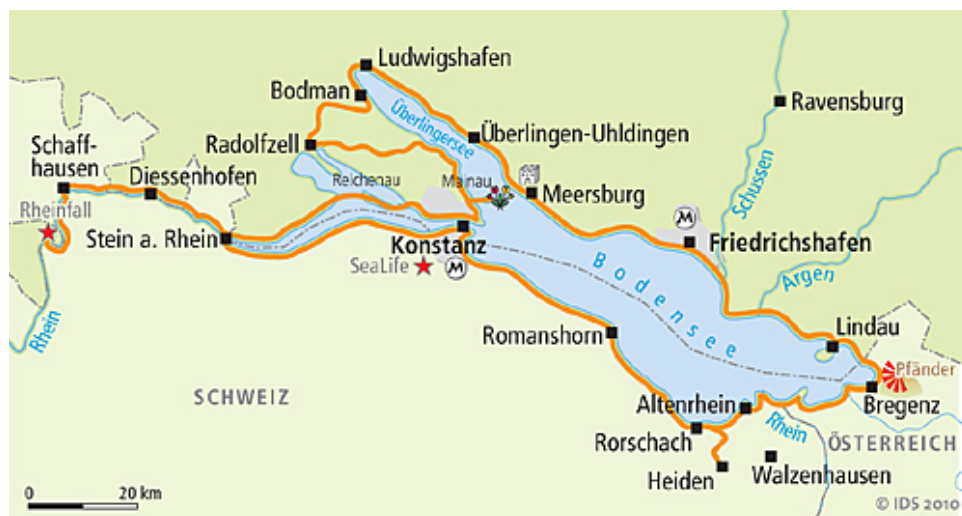 Ludwigshafen
Bodman
Überlingersee
Ravensburg
Überlingen-Uhldingen
Radolfzell
Schaff-
hausen
Diessenhofen
Reichenau
Mainau
Meersburg
Schussen
Rheinfall
Stein a. Rhein
Konstanz
Friedrichshafen
SeaLife
M
M
Bodensee
Argen
Rhein
Romanshorn
Lindau
Pfänder
SCHWEIZ
Altenrhein
Bregenz
Rhein
Rorschach
ÖSTERREICH
Heiden
Walzenhausen
0 20 km
© IDS 2010